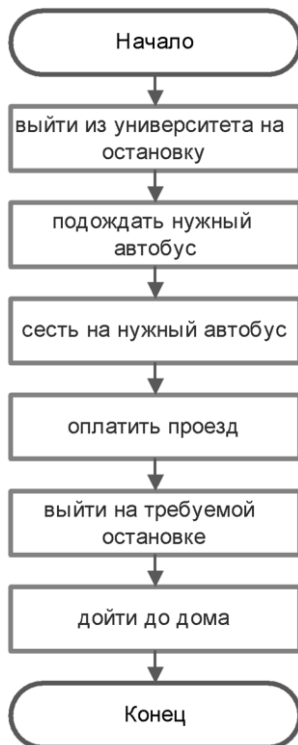 Начало
выйти из университета на
остановку
подождать нужный
автобус
сесть на нужный автобус
оплатить проезд
выйти на требуемой
остановке
дойти до дома
Конец